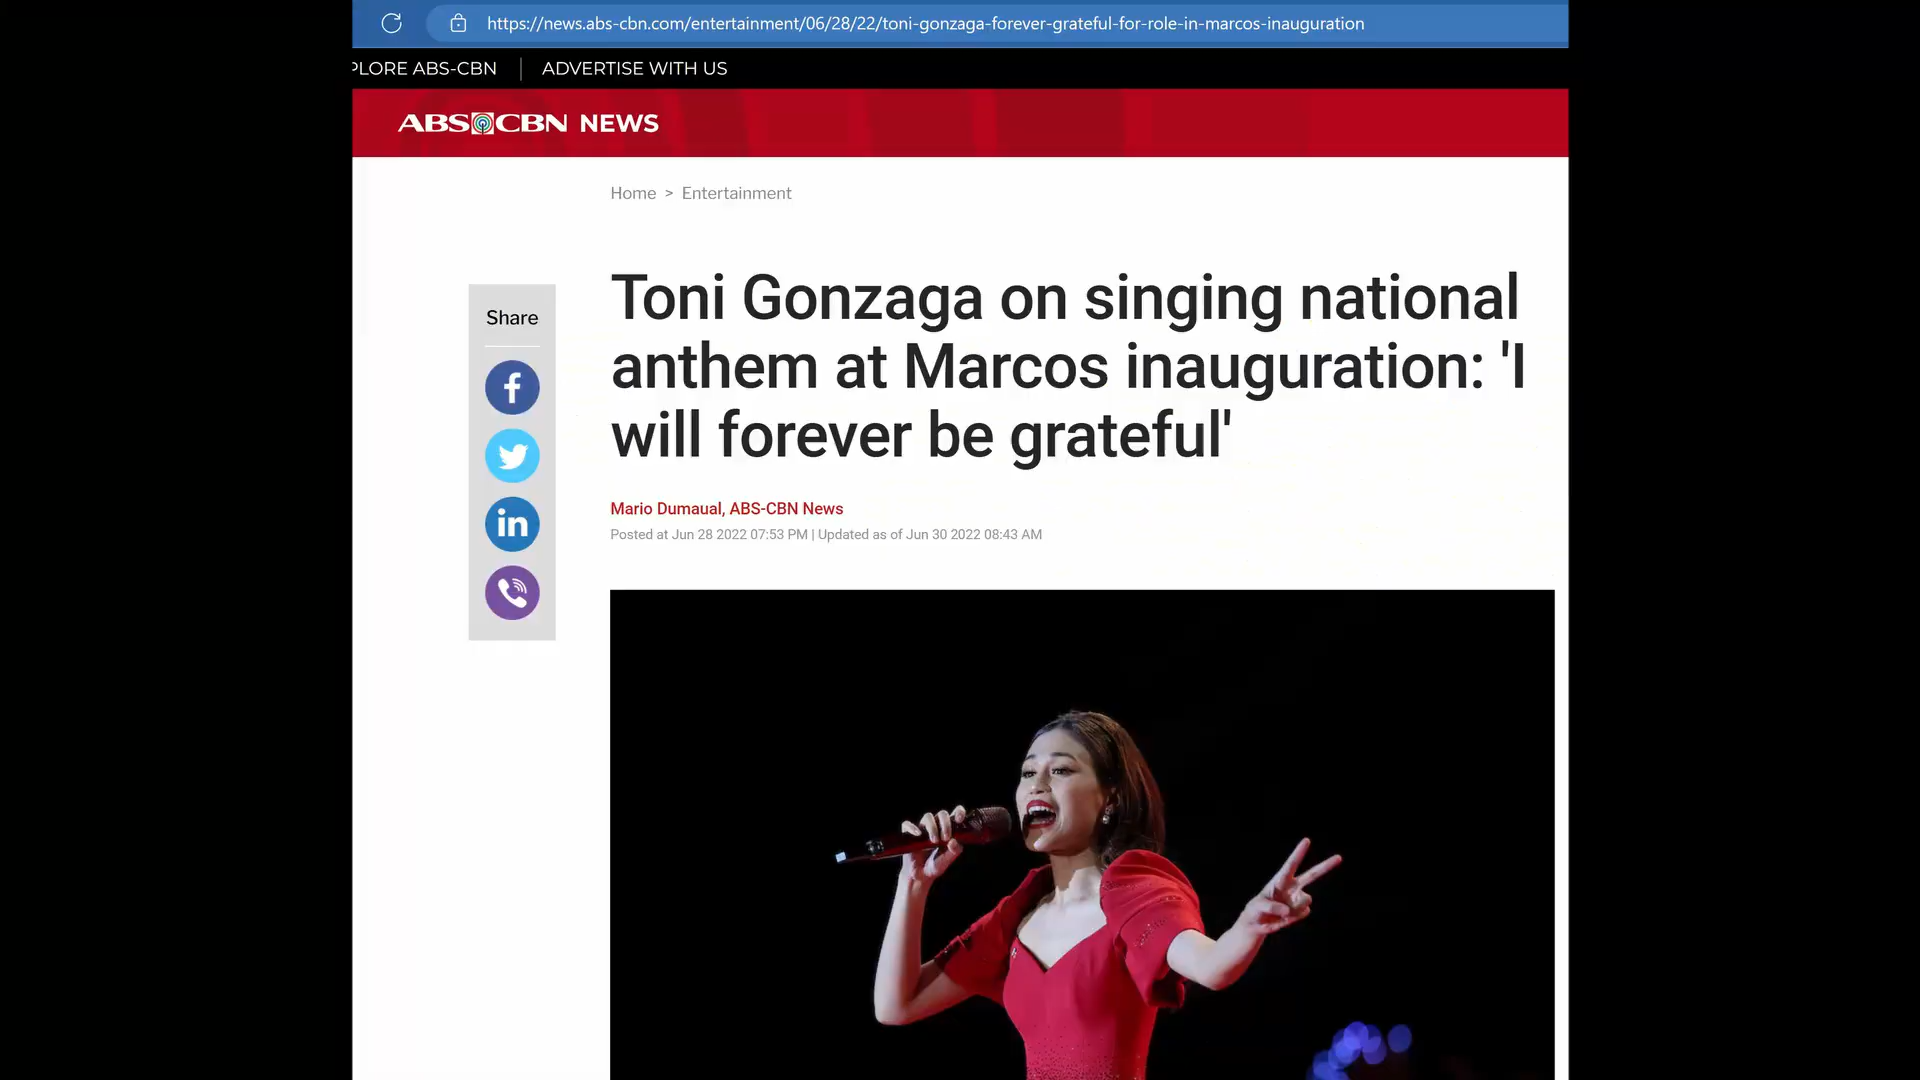 https://news.abs-cbn.com/entertainment/06/28/22/toni-gonzaga-forever-grateful-for-role-in-marcos-inauguration
PLORE ABS-CBN | ADVERTISE WITH US
ABS-CBN NEWS
Home > Entertainment
Toni Gonzaga on singing national
anthem at Marcos inauguration: 'I
will forever be grateful'
Share
Mario Dumaual, ABS-CBN News
Posted at Jun 28 2022 07:53 PM | Updated as of Jun 30 2022 08:43 AM